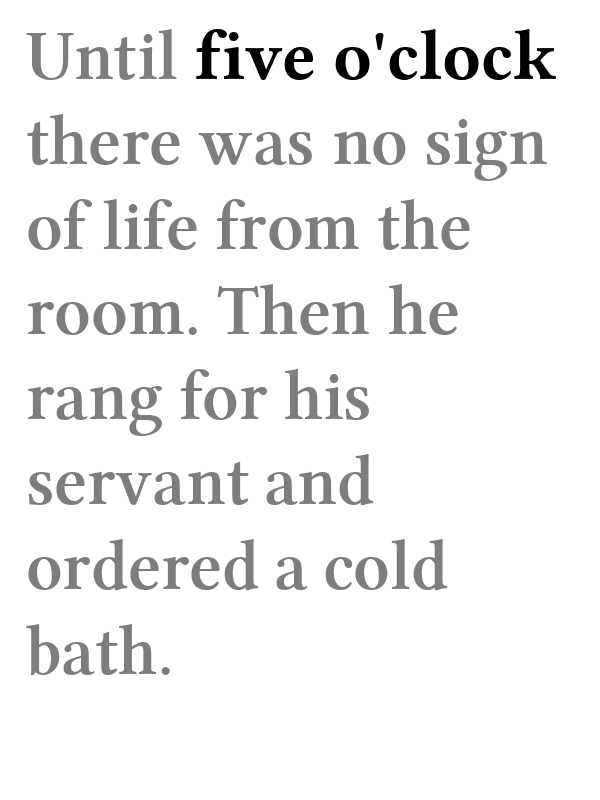 Until five o'clock
there was no sign
of life from the
room. Then he
rang for his
servant and
ordered a cold
bath.